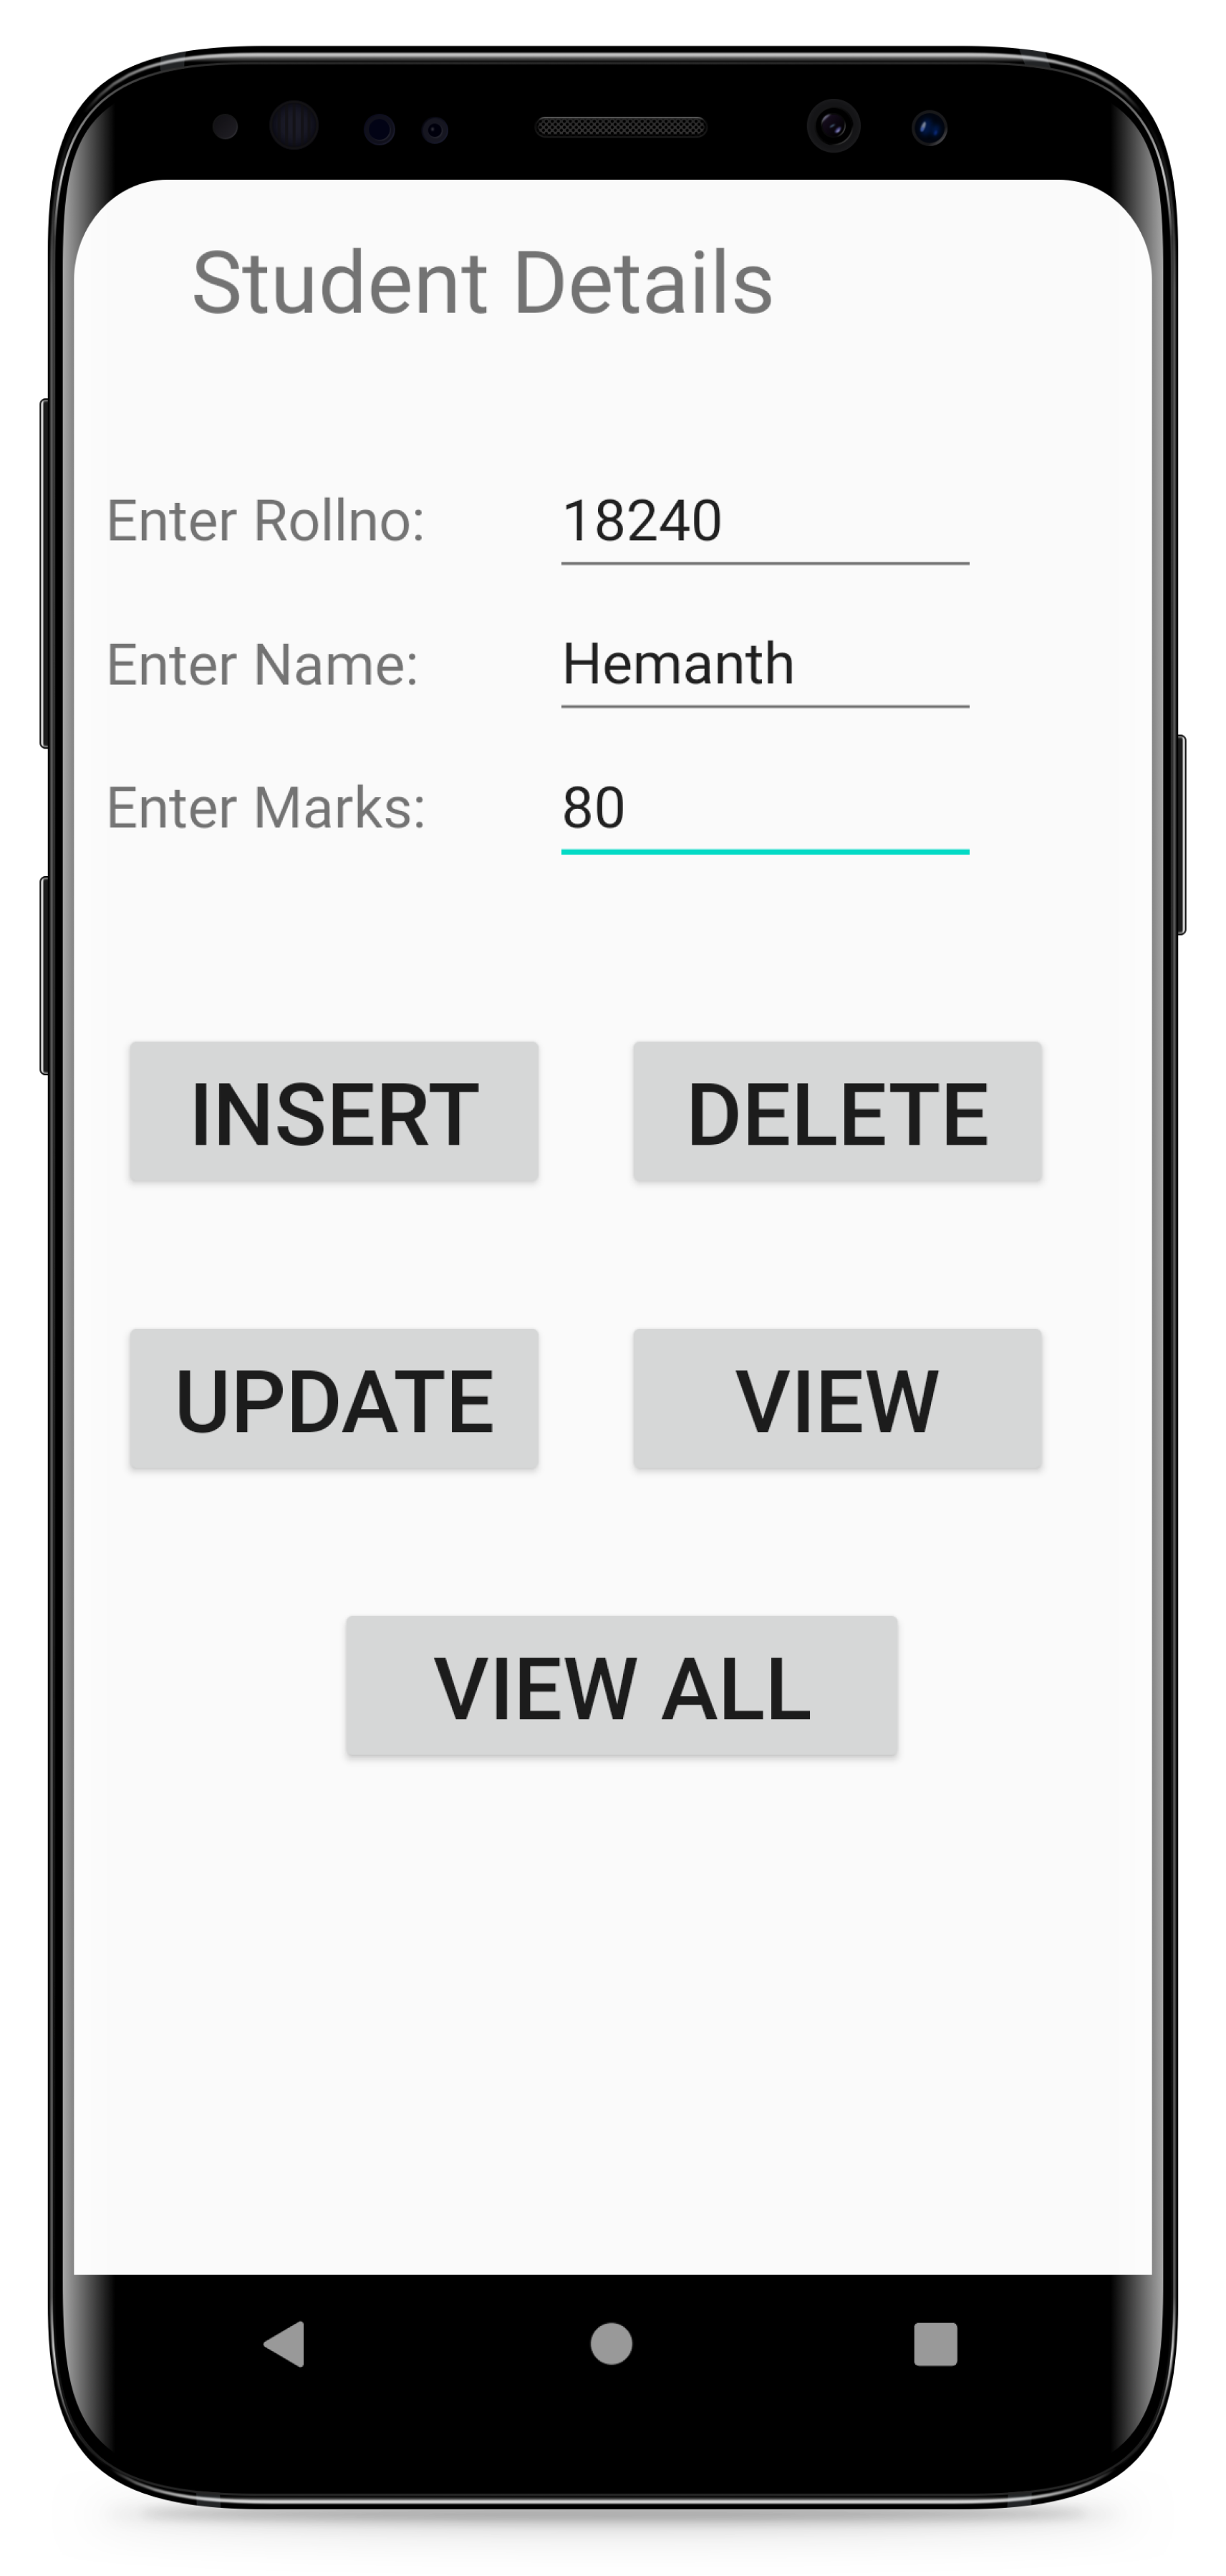 Student Details
Enter Rollno: 18240
Enter Name: Hemanth
Enter Marks: 80
INSERT DELETE
UPDATE VIEW
VIEW ALL